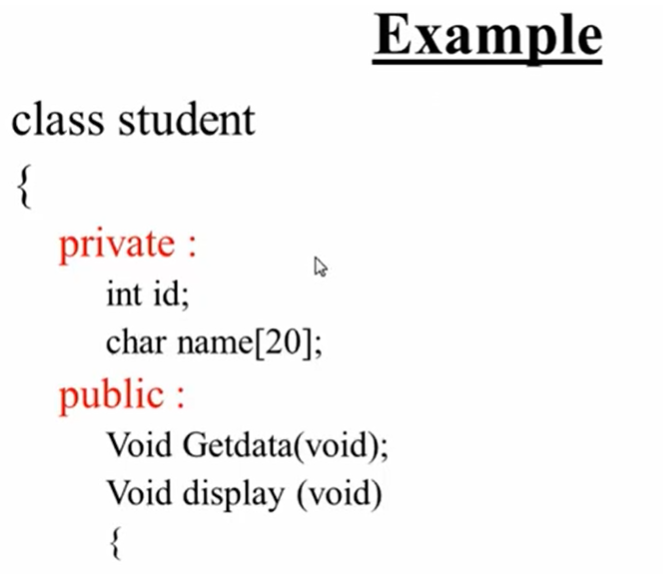 Example
class student
{
private :
int id;
char name[20];
public :
Void Getdata(void);
Void display (void)
{